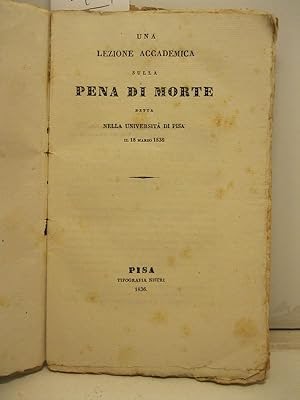 UNA
LEZIONE ACCADEMICA
SULLA
PENA DI MORTE
DETTA
NELLA UNIVERSITÀ DI PISA
IL 18 MARZO 1836
PISA
TIPOGRAFIA NISTRI
1836.